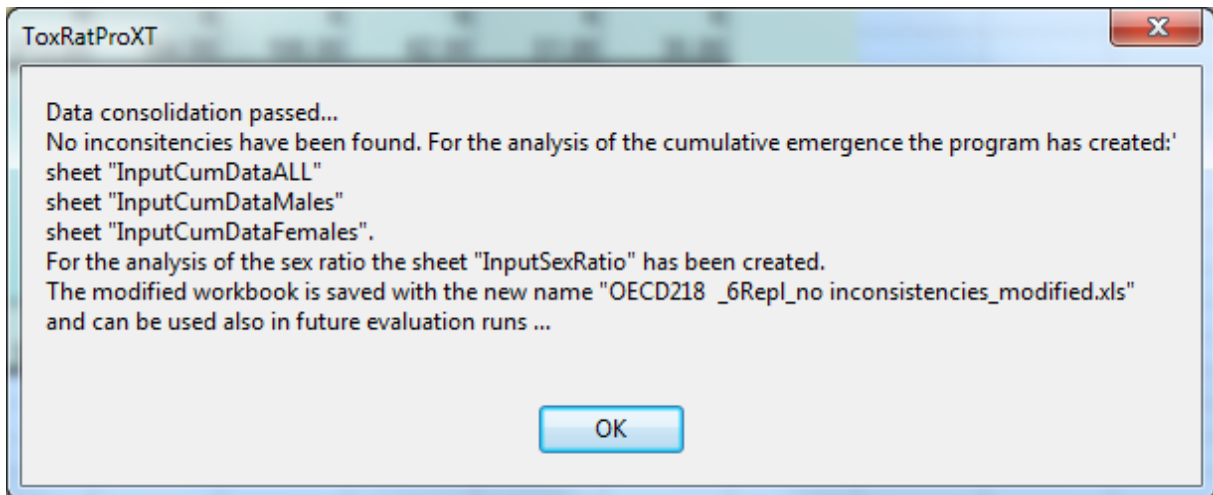 ToxRatProXT
Data consolidation passed...
No inconsitencies have been found. For the analysis of the cumulative emergence the program has created:'
sheet "InputCumDataALL"
sheet "InputCumDataMales"
sheet "InputCumDataFemales".
For the analysis of the sex ratio the sheet "InputSexRatio" has been created.
The modified workbook is saved with the new name "OECD218 _6Repl_no inconsistencies_modified.xls"
and can be used also in future evaluation runs ...
OK